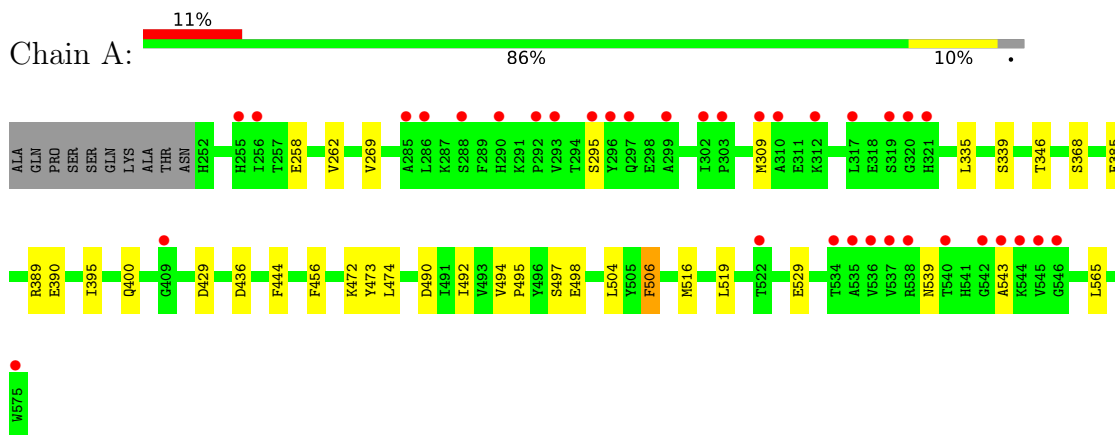 11%
Chain A:
86% 10% •
ALA GLN PRO SER SER GLN LYS ALA THR ASN H252 H255 I256 T257 E258 V262 V269 A285 L286 K287 S288 F289 H290 K291 P292 V293 T294 S295 Y296 Q297 E298 A299 I302 P303 M309 A310 E311 K312 L317 E318 S319 G320 H321 L335 S339 T346 S368 E385
R389 E390 I395 Q400 G409 D429 D436 F444 F456 K472 Y473 L474 D490 I491 I492 V493 V494 P495 Y496 S497 E498 L504 Y505 F506 M516 L519 T522 E529 T534 A535 V536 V537 R538 N539 T540 H541 G542 A543 K544 V545 G546 L565
W575